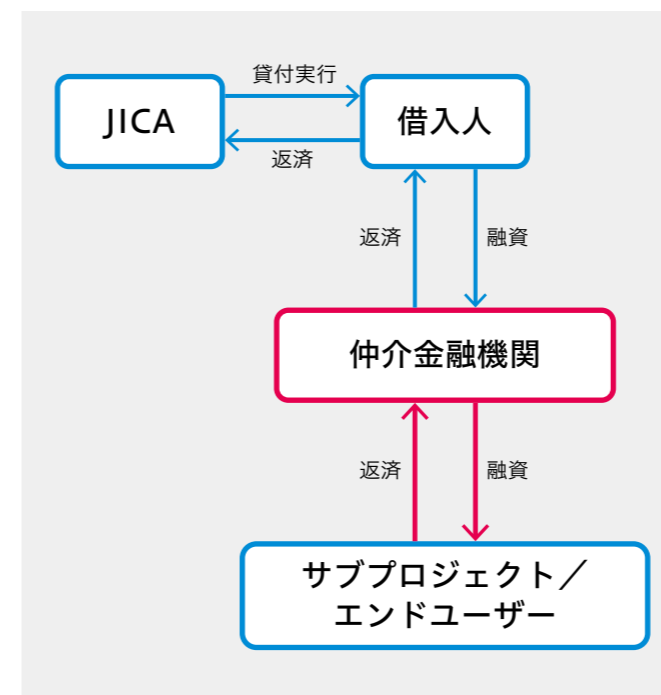 貸付実行
JICA
借入人
返済
返済
融資
仲介金融機関
返済
融資
サブプロジェクト／
エンドユーザー